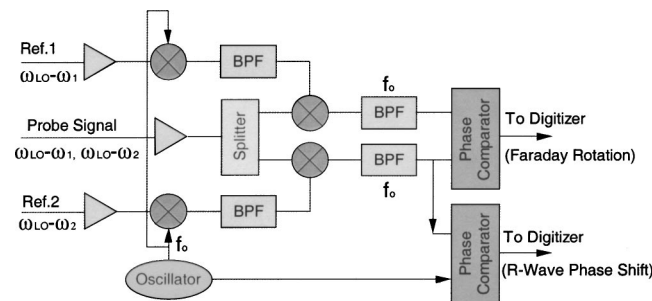 Ref.1
ωLO-ω1
BPF
fo
BPF
Phase Comparator
To Digitizer
(Faraday Rotation)
Probe Signal
ωLO-ω1, ωLO-ω2
Splitter
BPF
fo
Ref.2
ωLO-ω2
BPF
fo
Oscillator
Phase Comparator
To Digitizer
(R-Wave Phase Shift)